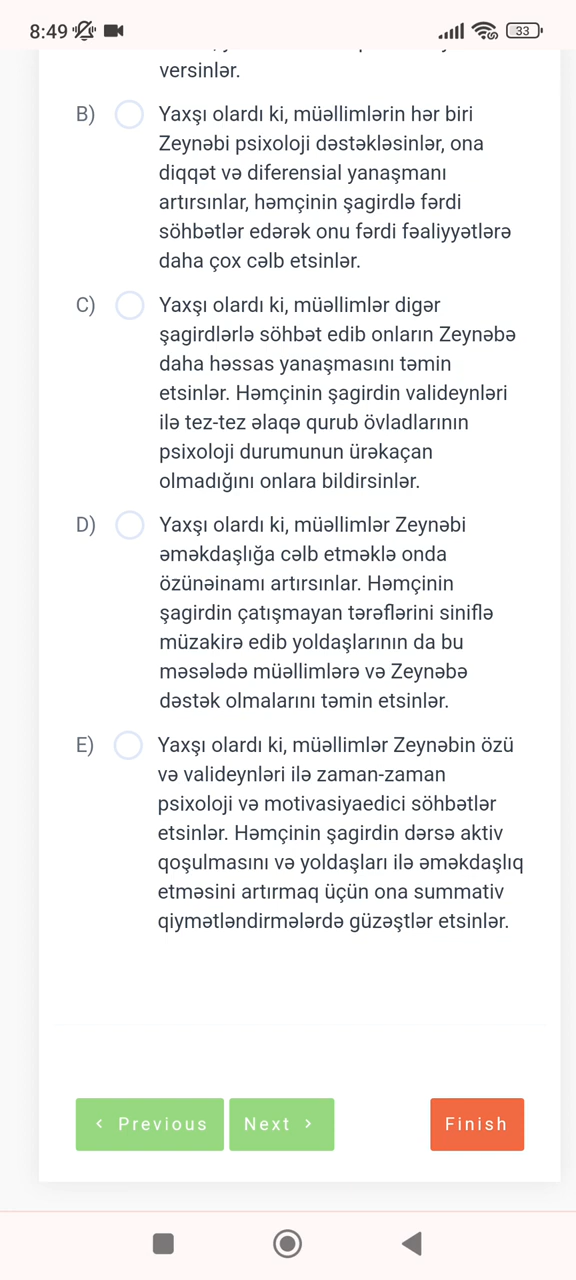 8:49
33
versinlər.
B) Yaxşı olardı ki, müəllimlərin hər biri
Zeynəbi psixoloji dəstəkləsinlər, ona
diqqət və diferensial yanaşmanı
artırsınlar, həmçinin şagirdlə fərdi
söhbətlər edərək onu fərdi fəaliyyətlərə
daha çox cəlb etsinlər.
C) Yaxşı olardı ki, müəllimlər digər
şagirdlərlə söhbət edib onların Zeynəbə
daha həssas yanaşmasını təmin
etsinlər. Həmçinin şagirdin valideynləri
ilə tez-tez əlaqə qurub övladlarının
psixoloji durumunun ürəkaçan
olmadığını onlara bildirsinlər.
D) Yaxşı olardı ki, müəllimlər Zeynəbi
əməkdaşlığa cəlb etməklə onda
özünəinamı artırsınlar. Həmçinin
şagirdin çatışmayan tərəflərini siniflə
müzakirə edib yoldaşlarının da bu
məsələdə müəllimlərə və Zeynəbə
dəstək olmalarını təmin etsinlər.
E) Yaxşı olardı ki, müəllimlər Zeynəbin özü
və valideynləri ilə zaman-zaman
psixoloji və motivasiyaedici söhbətlər
etsinlər. Həmçinin şagirdin dərsə aktiv
qoşulmasını və yoldaşları ilə əməkdaşlıq
etməsini artırmaq üçün ona summativ
qiymətləndirmələrdə güzəştlər etsinlər.
‹ Previous
Next ›
Finish